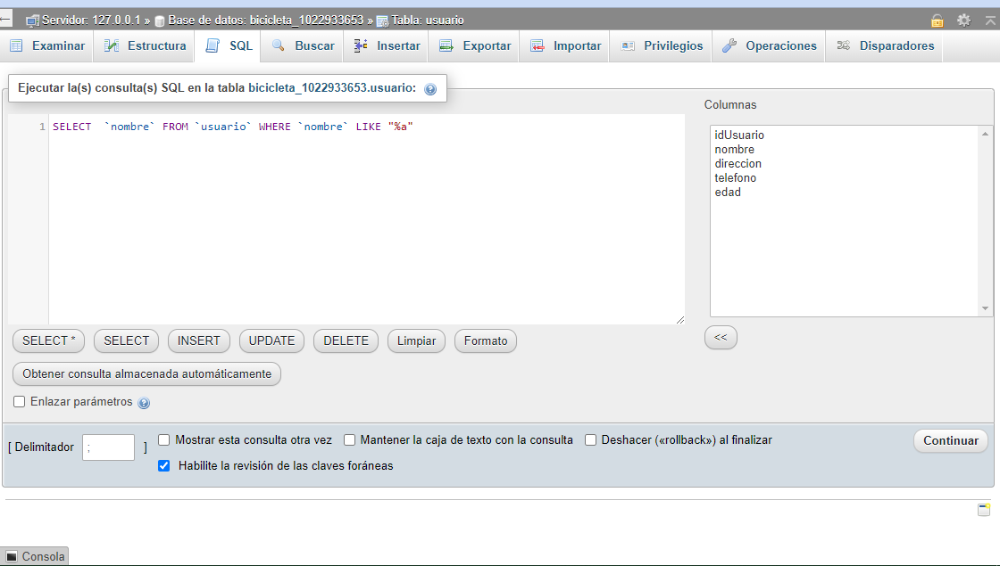 Servidor: 127.0.0.1 » Base de datos: bicicleta_1022933653 » Tabla: usuario
Examinar Estructura SQL Buscar Insertar Exportar Importar Privilegios Operaciones Disparadores
Ejecutar la(s) consulta(s) SQL en la tabla bicicleta_1022933653.usuario:
Columnas
1 SELECT  `nombre` FROM `usuario` WHERE `nombre` LIKE "%a"
idUsuario
nombre
direccion
telefono
edad
SELECT * SELECT INSERT UPDATE DELETE Limpiar Formato
<<
Obtener consulta almacenada automáticamente
Enlazar parámetros
[ Delimitador ; ] Mostrar esta consulta otra vez Mantener la caja de texto con la consulta Deshacer («rollback») al finalizar Continuar
Habilite la revisión de las claves foráneas
Consola